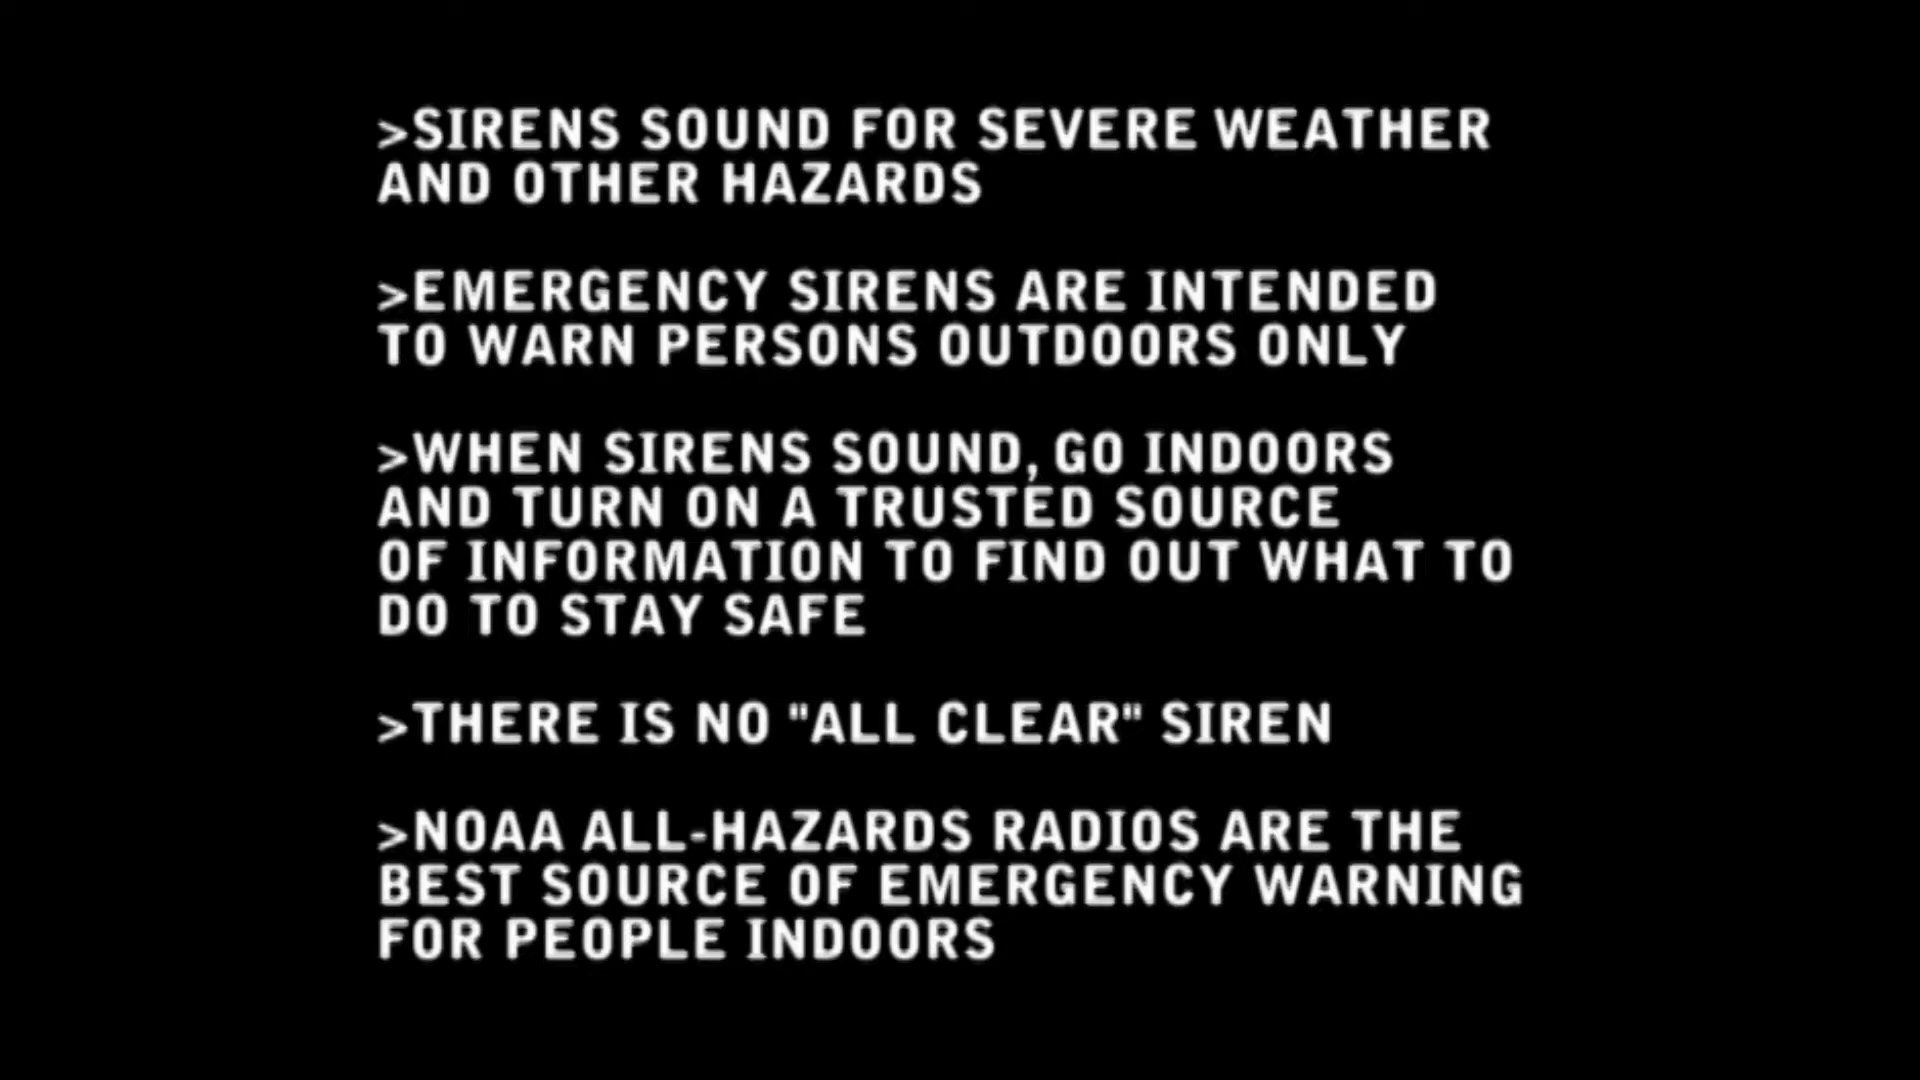 >SIRENS SOUND FOR SEVERE WEATHER
AND OTHER HAZARDS
>EMERGENCY SIRENS ARE INTENDED
TO WARN PERSONS OUTDOORS ONLY
>WHEN SIRENS SOUND, GO INDOORS
AND TURN ON A TRUSTED SOURCE
OF INFORMATION TO FIND OUT WHAT TO
DO TO STAY SAFE
>THERE IS NO "ALL CLEAR" SIREN
>NOAA ALL-HAZARDS RADIOS ARE THE
BEST SOURCE OF EMERGENCY WARNING
FOR PEOPLE INDOORS